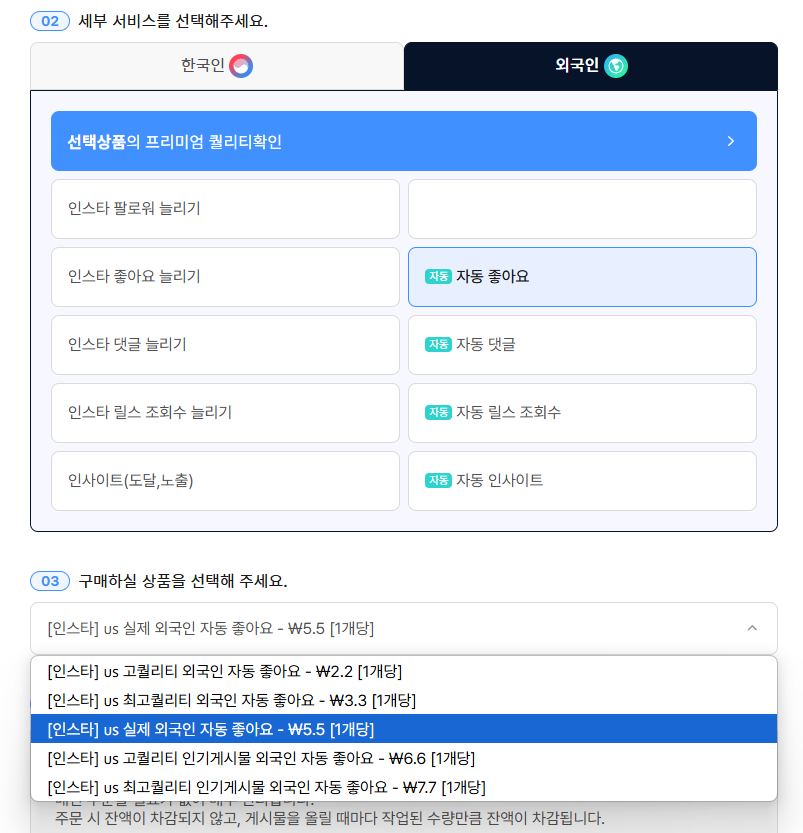 02 세부 서비스를 선택해주세요.
한국인 외국인
선택상품의 프리미엄 퀄리티확인
인스타 팔로워 늘리기
인스타 좋아요 늘리기
자동 자동 좋아요
인스타 댓글 늘리기
자동 자동 댓글
인스타 릴스 조회수 늘리기
자동 자동 릴스 조회수
인사이트(도달,노출)
자동 자동 인사이트
03 구매하실 상품을 선택해 주세요.
[인스타] us 실제 외국인 자동 좋아요 - ₩5.5 [1개당]
[인스타] us 고퀄리티 외국인 자동 좋아요 - ₩2.2 [1개당]
[인스타] us 최고퀄리티 외국인 자동 좋아요 - ₩3.3 [1개당]
[인스타] us 실제 외국인 자동 좋아요 - ₩5.5 [1개당]
[인스타] us 고퀄리티 인기게시물 외국인 자동 좋아요 - ₩6.6 [1개당]
[인스타] us 최고퀄리티 인기게시물 외국인 자동 좋아요 - ₩7.7 [1개당]
주문 시 잔액이 차감되지 않고, 게시물을 올릴 때마다 작업된 수량만큼 잔액이 차감됩니다.